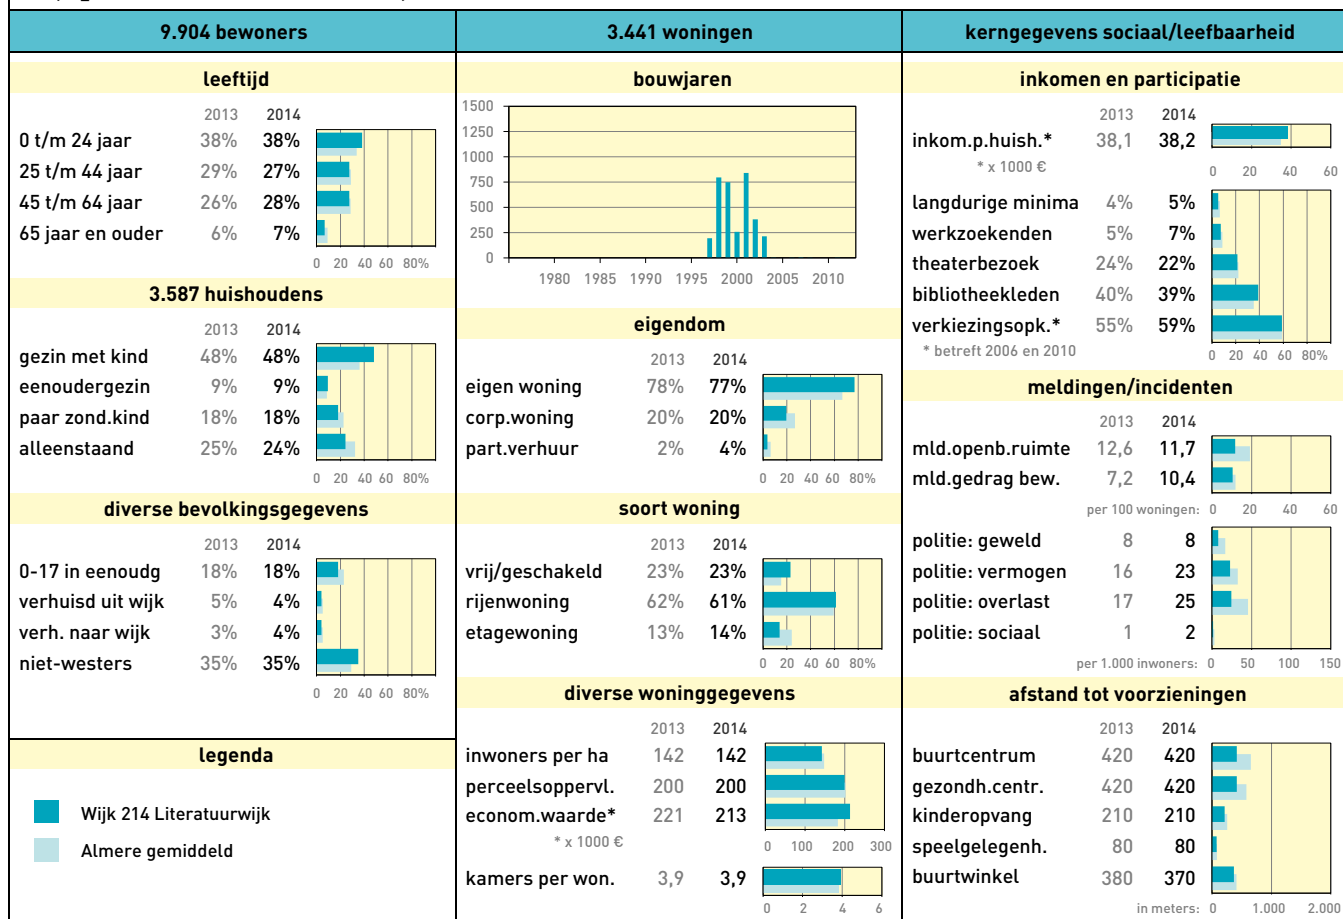 9.904 bewoners
leeftijd
2013 2014
0 t/m 24 jaar 38% 38%
25 t/m 44 jaar 29% 27%
45 t/m 64 jaar 26% 28%
65 jaar en ouder 6% 7%
0 20 40 60 80%
3.587 huishoudens
2013 2014
gezin met kind 48% 48%
eenoudergezin 9% 9%
paar zond.kind 18% 18%
alleenstaand 25% 24%
0 20 40 60 80%
diverse bevolkingsgegevens
2013 2014
0-17 in eenoudg 18% 18%
verhuisd uit wijk 5% 4%
verh. naar wijk 3% 4%
niet-westers 35% 35%
0 20 40 60 80%
legenda
Wijk 214 Literatuurwijk
Almere gemiddeld
3.441 woningen
bouwjaren
1500
1250
1000
750
500
250
0
1980 1985 1990 1995 2000 2005 2010
eigendom
2013 2014
eigen woning 78% 77%
corp.woning 20% 20%
part.verhuur 2% 4%
0 20 40 60 80%
soort woning
2013 2014
vrij/geschakeld 23% 23%
rijenwoning 62% 61%
etagewoning 13% 14%
0 20 40 60 80%
diverse woninggegevens
2013 2014
inwoners per ha 142 142
perceelsoppervl. 200 200
econom.waarde* 221 213
* x 1000 €
0 100 200 300
kamers per won. 3,9 3,9
0 2 4 6
kerngegevens sociaal/leefbaarheid
inkomen en participatie
2013 2014
inkom.p.huish.* 38,1 38,2
* x 1000 €
0 20 40 60
langdurige minima 4% 5%
werkzoekenden 5% 7%
theaterbezoek 24% 22%
bibliotheekleden 40% 39%
verkiezingsopk.* 55% 59%
* betreft 2006 en 2010
0 20 40 60 80%
meldingen/incidenten
2013 2014
mld.openb.ruimte 12,6 11,7
mld.gedrag bew. 7,2 10,4
per 100 woningen: 0 20 40 60
politie: geweld 8 8
politie: vermogen 16 23
politie: overlast 17 25
politie: sociaal 1 2
per 1.000 inwoners: 0 50 100 150
afstand tot voorzieningen
2013 2014
buurtcentrum 420 420
gezondh.centr. 420 420
kinderopvang 210 210
speelgelegenh. 80 80
buurtwinkel 380 370
in meters: 0 1.000 2.000